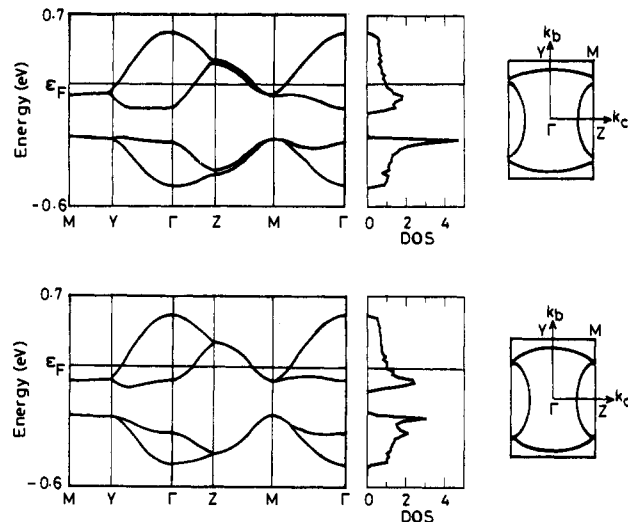 0.7
Energy (eV)
εF
-0.6
M Y Γ Z M Γ
0 2 4
DOS
kb
Y M
Γ Z kc
0.7
Energy (eV)
εF
-0.6
M Y Γ Z M Γ
0 2 4
DOS
kb
Y M
Γ Z kc